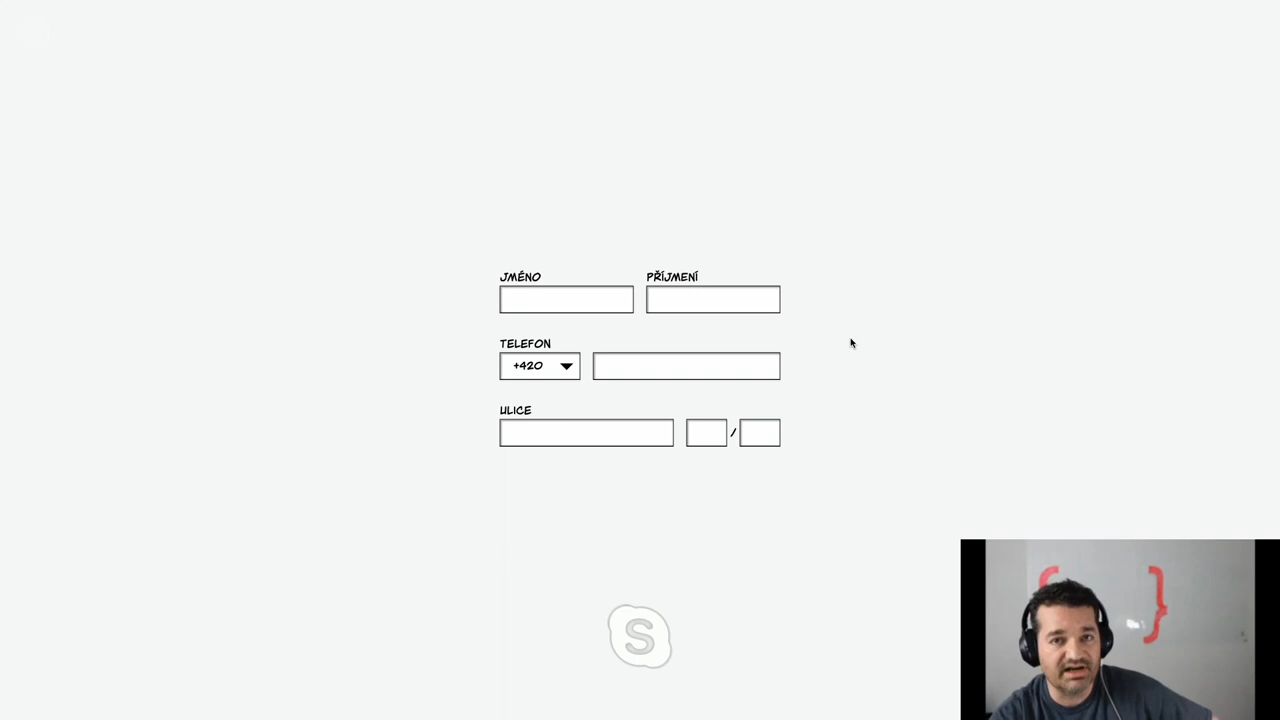 JMÉNO PŘÍJMENÍ
TELEFON
+420
ULICE
/
S
{ }